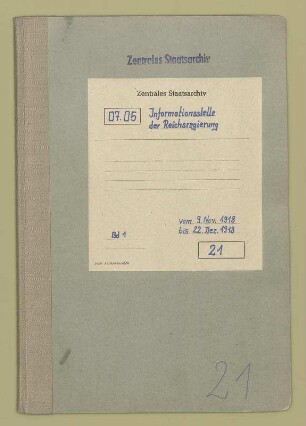 Zentrales Staatsarchiv
Zentrales Staatsarchiv
07.05 Informationsstelle
der Reichsregierung
vom 9. Nov. 1918
Bd 1 bis 22. Dez. 1918
21
21